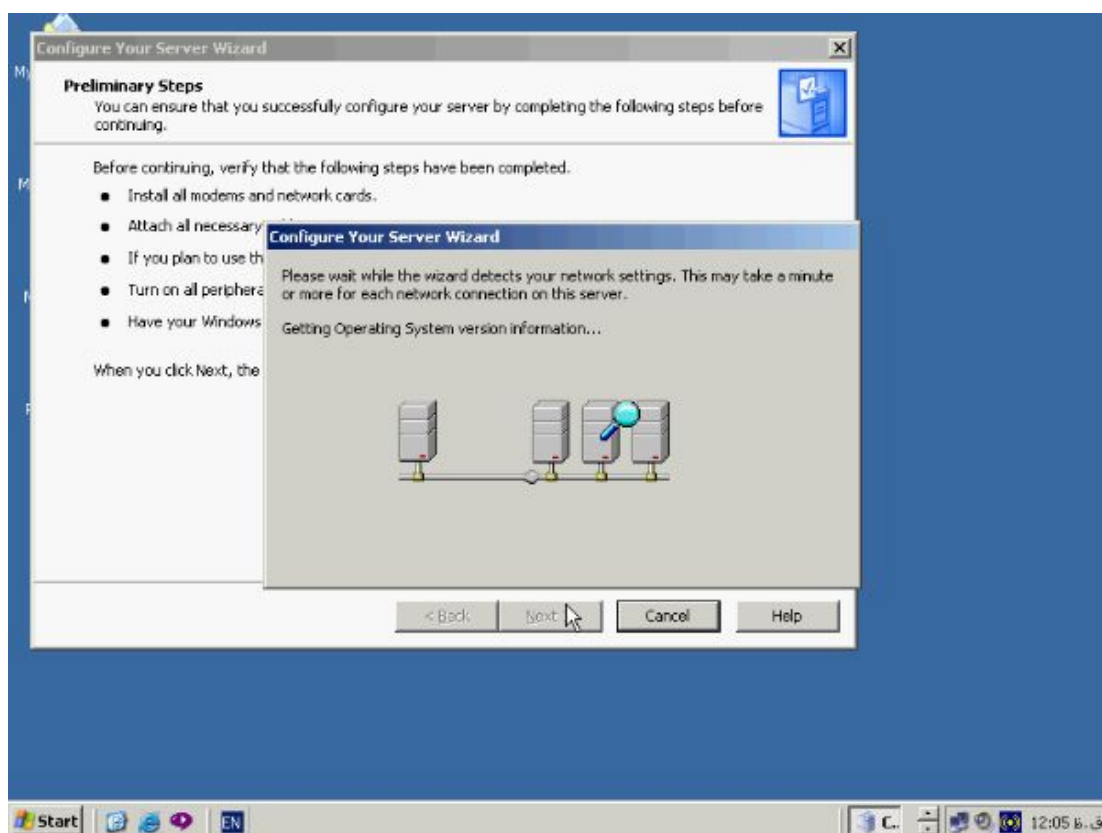 Configure Your Server Wizard
Preliminary Steps
You can ensure that you successfully configure your server by completing the following steps before
continuing.
Before continuing, verify that the following steps have been completed.
Install all modems and network cards.
Attach all necessary
If you plan to use th
Turn on all periphera
Have your Windows
When you click Next, the
Configure Your Server Wizard
Please wait while the wizard detects your network settings. This may take a minute
or more for each network connection on this server.
Getting Operating System version information...
< Back Next Cancel Help
My
M
Start EN C... 12:05 ق.ظ